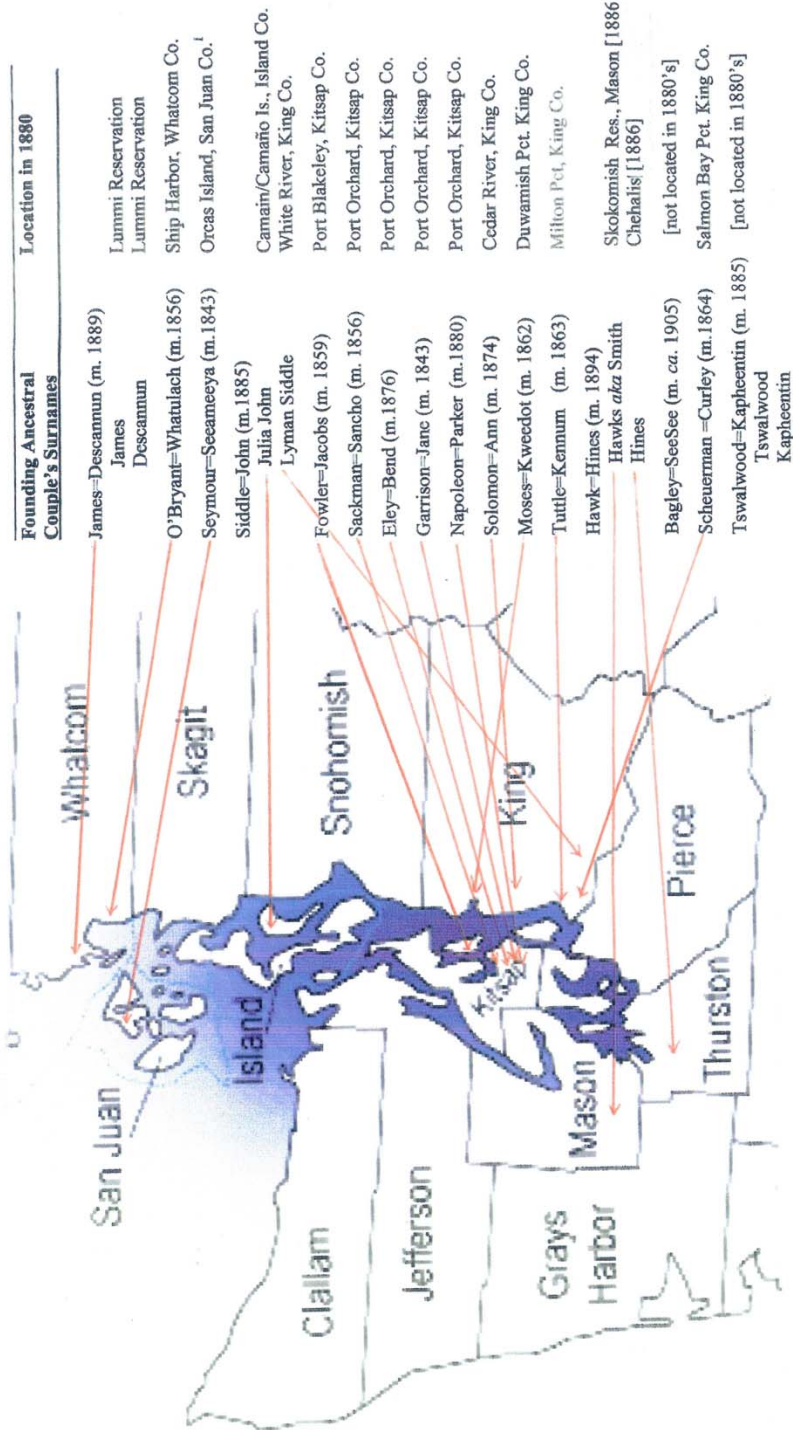 Whatcom
San Juan
Skagit
Island
Snohomish
Clallam
Jefferson
Kitsap
King
Grays
Harbor
Mason
Pierce
Thurston
Founding Ancestral
Couple's Surnames Location in 1880
James=Descannun (m. 1889)
James Lummi Reservation
Descannun Lummi Reservation
O'Bryant=Whatulach (m.1856) Ship Harbor, Whatcom Co.
Seymour=Seeameeya (m.1843) Orcas Island, San Juan Co.¹
Siddle=John (m.1885)
Julia John Camain/Camaño Is., Island Co.
Lyman Siddle White River, King Co.
Fowler=Jacobs (m. 1859) Port Blakeley, Kitsap Co.
Sackman=Sancho (m. 1856) Port Orchard, Kitsap Co.
Eley=Bend (m.1876) Port Orchard, Kitsap Co.
Garrison=Jane (m. 1843) Port Orchard, Kitsap Co.
Napoleon=Parker (m.1880) Port Orchard, Kitsap Co.
Solomon=Ann (m. 1874) Cedar River, King Co.
Moses=Kweedot (m. 1862) Duwamish Pct. King Co.
Tuttle=Kennum (m. 1863) Milton Pct, King Co.
Hawk=Hines (m. 1894)
Hawks aka Smith Skokomish Res., Mason [1886
Hines Chehalis [1886]
Bagley=SeeSee (m. ca. 1905) [not located in 1880's]
Scheuerman =Curley (m.1864) Salmon Bay Pct. King Co.
Tswalwood=Kapheentin (m. 1885) [not located in 1880's]
Tswalwood
Kapheentin